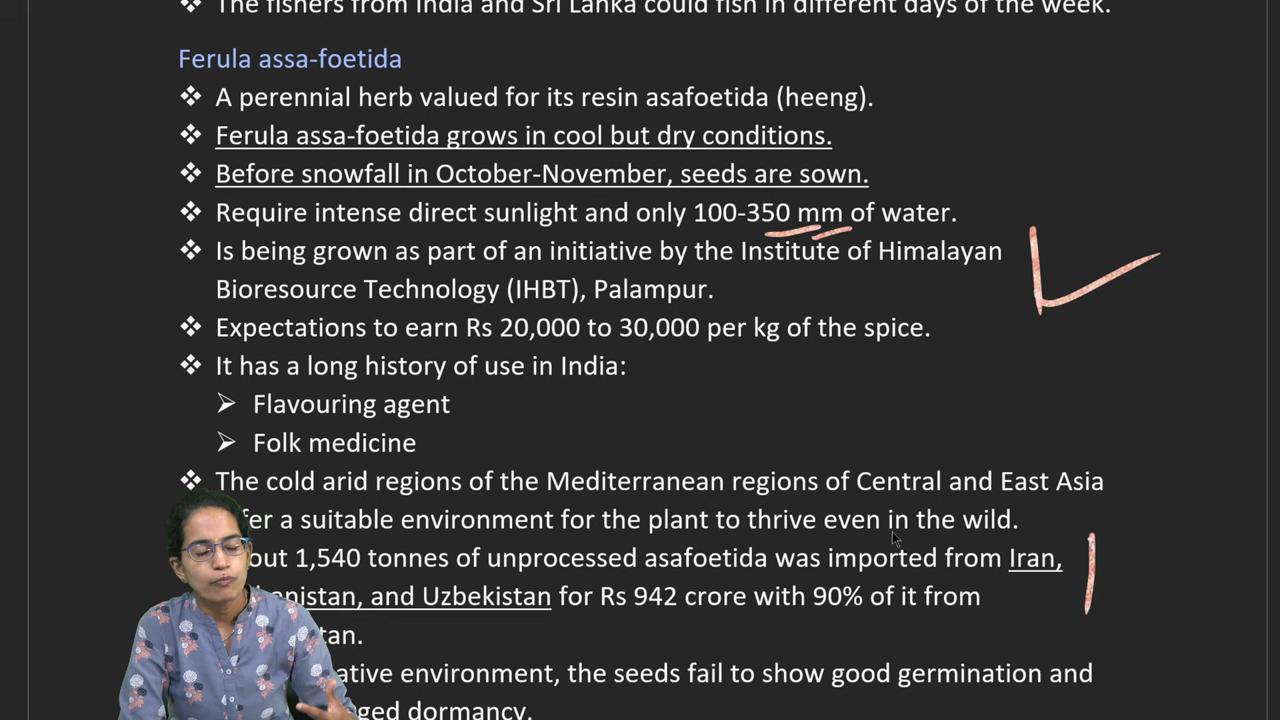 The fishers from India and Sri Lanka could fish in different days of the week.
Ferula assa-foetida
❖ A perennial herb valued for its resin asafoetida (heeng).
❖ Ferula assa-foetida grows in cool but dry conditions.
❖ Before snowfall in October-November, seeds are sown.
❖ Require intense direct sunlight and only 100-350 mm of water.
❖ Is being grown as part of an initiative by the Institute of Himalayan
Bioresource Technology (IHBT), Palampur.
❖ Expectations to earn Rs 20,000 to 30,000 per kg of the spice.
❖ It has a long history of use in India:
➢ Flavouring agent
➢ Folk medicine
❖ The cold arid regions of the Mediterranean regions of Central and East Asia
a suitable environment for the plant to thrive even in the wild.
1,540 tonnes of unprocessed asafoetida was imported from Iran,
and Uzbekistan for Rs 942 crore with 90% of it from
environment, the seeds fail to show good germination and
dormancy.